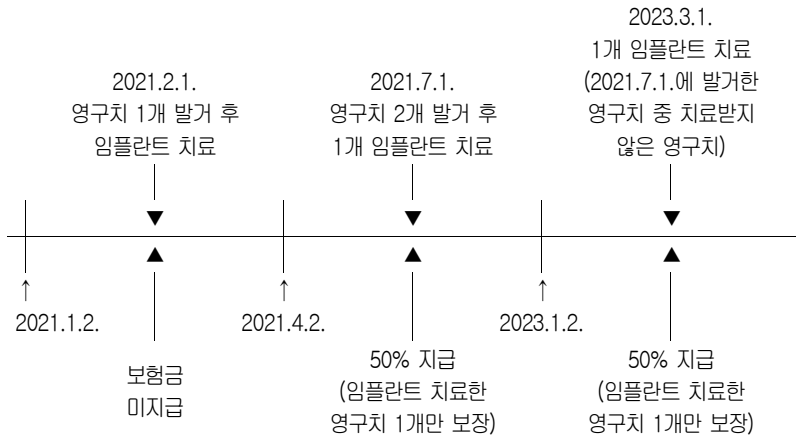 2021.2.1.
영구치 1개 발거 후
임플란트 치료
2021.7.1.
영구치 2개 발거 후
1개 임플란트 치료
2023.3.1.
1개 임플란트 치료
(2021.7.1.에 발거한
영구치 중 치료받지
않은 영구치)
▼ ▼ ▼
▲ ▲ ▲
↑ ↑ ↑
2021.1.2.
2021.4.2.
2023.1.2.
보험금
미지급
50% 지급
(임플란트 치료한
영구치 1개만 보장)
50% 지급
(임플란트 치료한
영구치 1개만 보장)